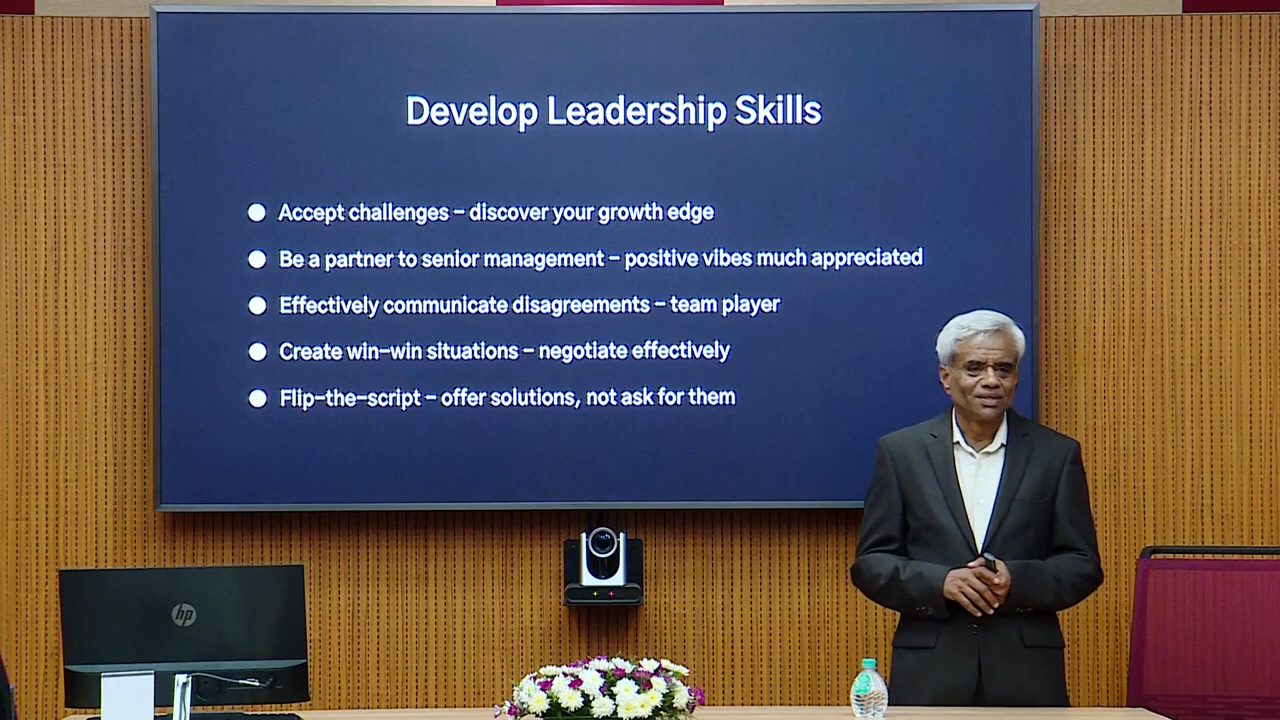 Develop Leadership Skills
Accept challenges – discover your growth edge
Be a partner to senior management – positive vibes much appreciated
Effectively communicate disagreements – team player
Create win-win situations – negotiate effectively
Flip-the-script – offer solutions, not ask for them
hp